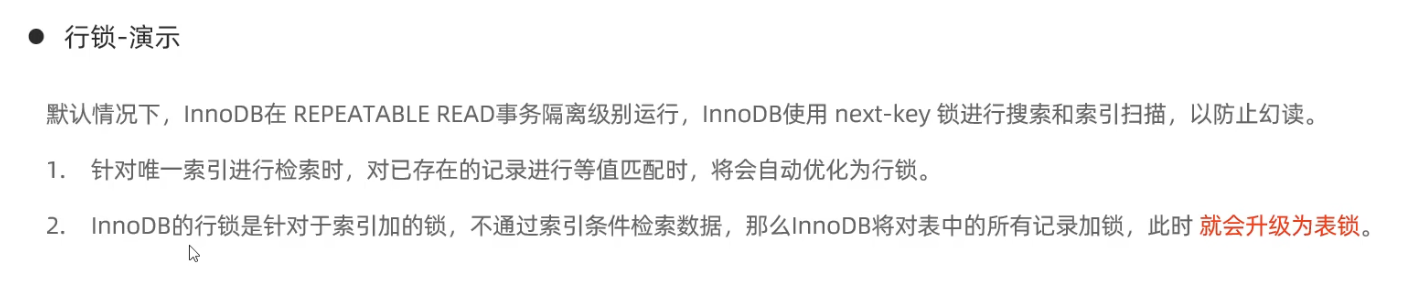 ● 行锁-演示
默认情况下，InnoDB在 REPEATABLE READ事务隔离级别运行，InnoDB使用 next-key 锁进行搜索和索引扫描，以防止幻读。
1. 针对唯一索引进行检索时，对已存在的记录进行等值匹配时，将会自动优化为行锁。
2. InnoDB的行锁是针对于索引加的锁，不通过索引条件检索数据，那么InnoDB将对表中的所有记录加锁，此时 就会升级为表锁。